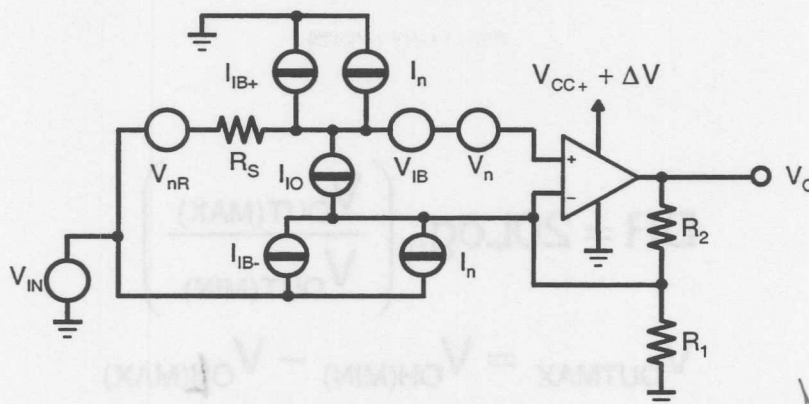 I_IB+
I_n
V_CC+ + ΔV
V_nR
R_S
I_IO
V_IB
V_n
+
−
V_O
R_2
V_IN
I_IB-
I_n
R_1